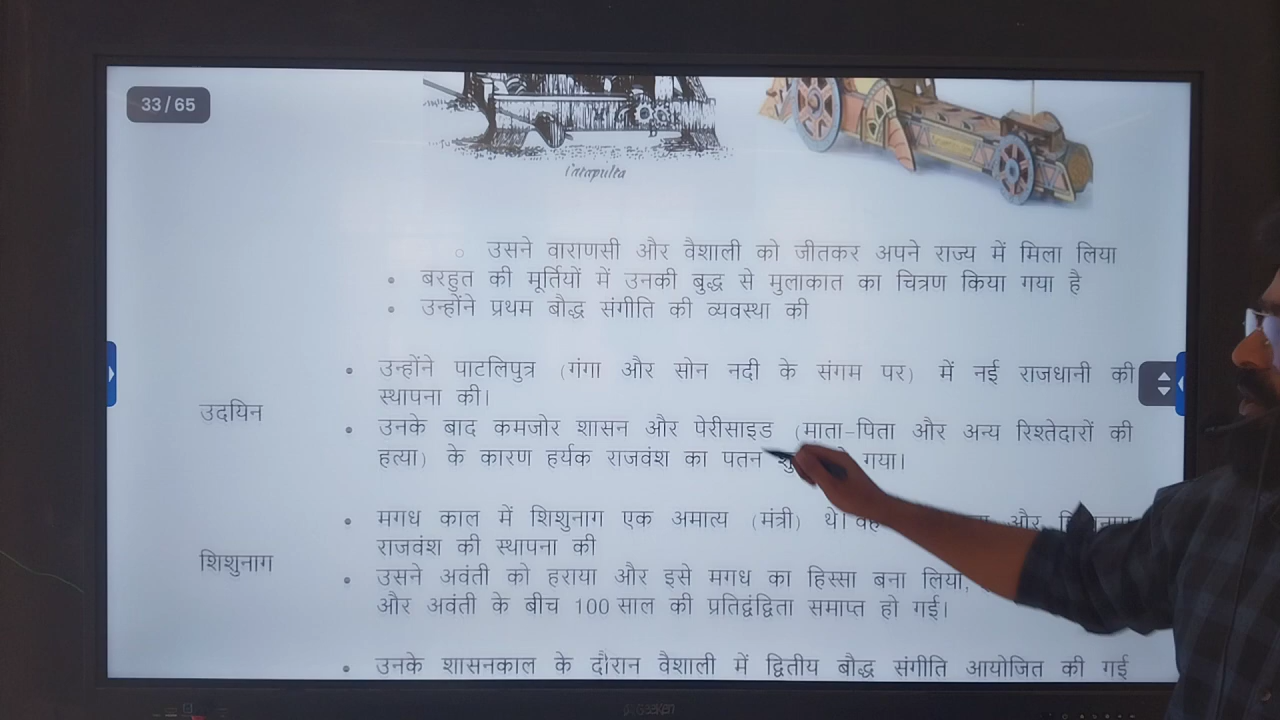 33/65
Catapulta
उसने वाराणसी और वैशाली को जीतकर अपने राज्य में मिला लिया
बरहुत की मूर्तियों में उनकी बुद्ध से मुलाकात का चित्रण किया गया है
उन्होंने प्रथम बौद्ध संगीति की व्यवस्था की
उन्होंने पाटलिपुत्र (गंगा और सोन नदी के संगम पर) में नई राजधानी की
स्थापना की।
उदयिन
उनके बाद कमजोर शासन और पेरीसाइड (माता-पिता और अन्य रिश्तेदारों की
हत्या) के कारण हर्यक राजवंश का पतन गया।
मगध काल में शिशुनाग एक अमात्य (मंत्री) थे। वह और
राजवंश की स्थापना की
शिशुनाग
उसने अवंती को हराया और इसे मगध का हिस्सा बना लिया,
और अवंती के बीच 100 साल की प्रतिद्वंद्विता समाप्त हो गई।
उनके शासनकाल के दौरान वैशाली में द्वितीय बौद्ध संगीति आयोजित की गई